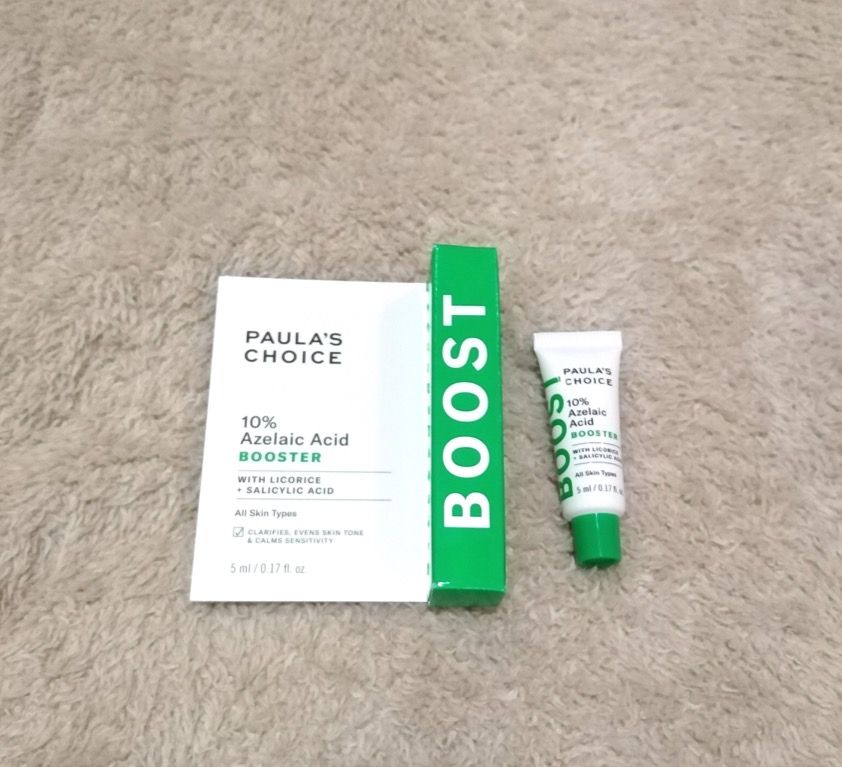 PAULA'S
CHOICE
10%
Azelaic Acid
BOOSTER
WITH LICORICE
+ SALICYLIC ACID
All Skin Types
CLARIFIES, EVENS SKIN TONE
& CALMS SENSITIVITY
5 ml / 0.17 fl. oz.
BOOST
BOOST
PAULA'S
CHOICE
10%
Azelaic
Acid
BOOSTER
WITH LICORICE
+ SALICYLIC
All Skin Types
5 ml / 0.17 fl.